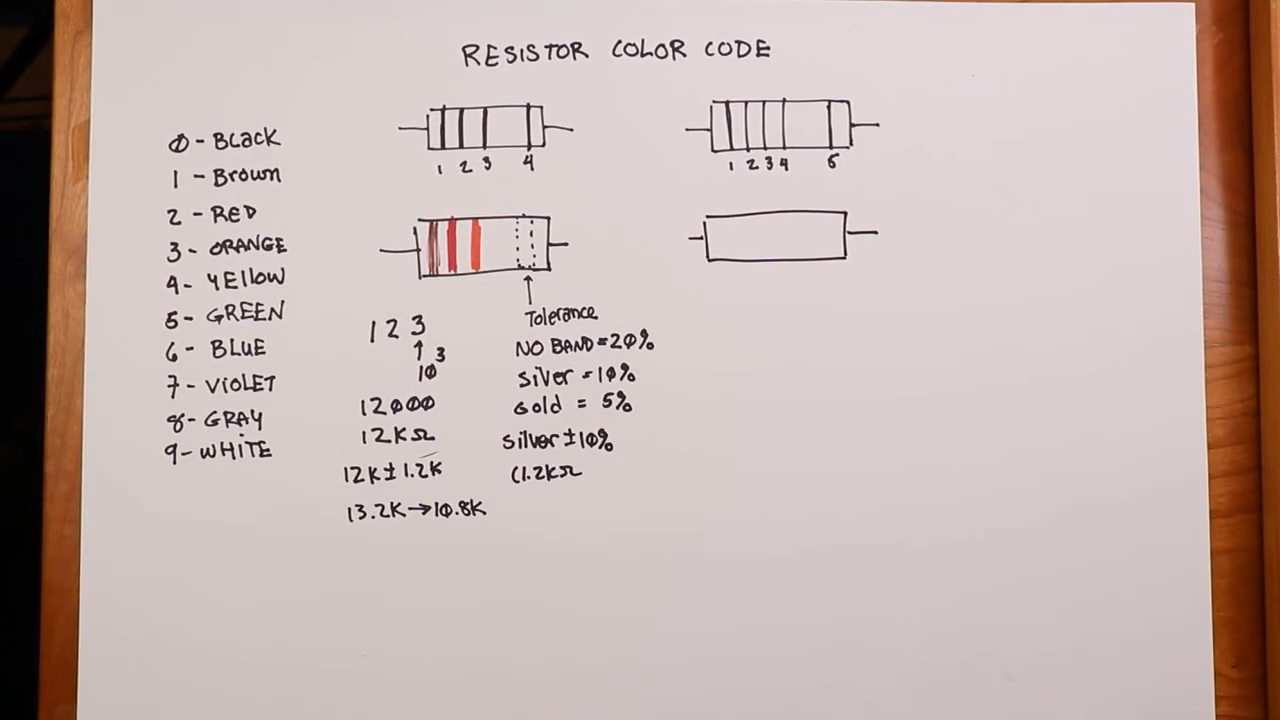 RESISTOR COLOR CODE
0 - BLACK
1 - Brown
2 - RED
3 - ORANGE
4 - YEllow
5 - GREEN
6 - BLUE
7 - VIOLET
8 - GRAY
9 - WHITE
1 2 3 4
1 2 3 4 5
1 2 3
3
10
12000
12KΩ
12K ± 1.2K
13.2K → 10.8K
Tolerance
NO BAND = 20%
SilVer = 10%
Gold = 5%
silver ± 10%
(1.2KΩ